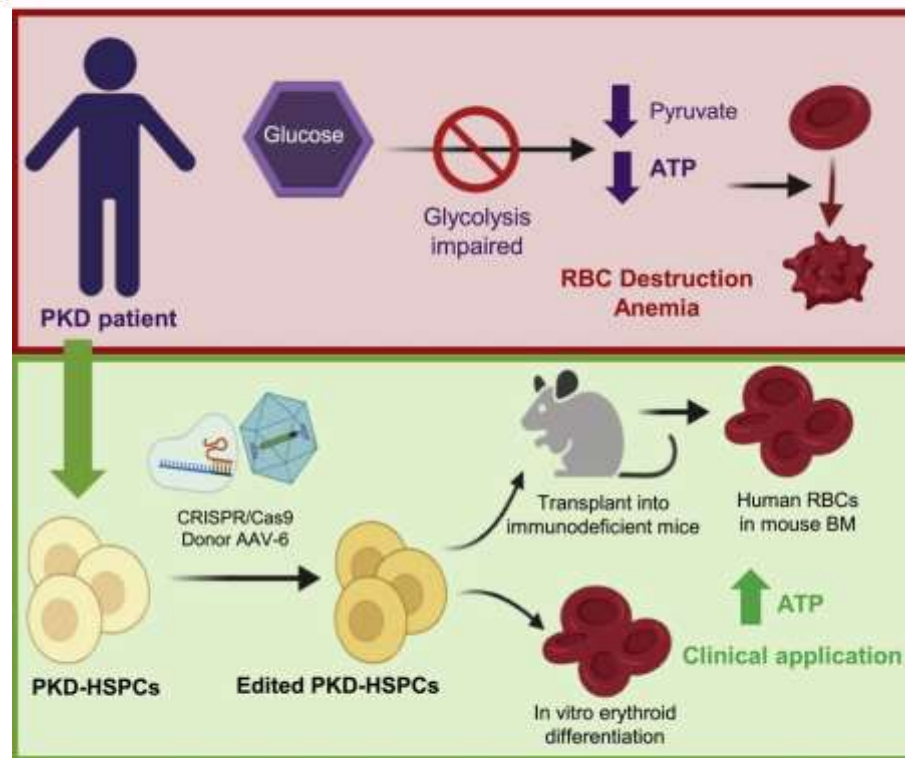 Glucose
Glycolysis
impaired
Pyruvate
ATP
RBC Destruction
Anemia
PKD patient
CRISPR/Cas9
Donor AAV-6
PKD-HSPCs
Edited PKD-HSPCs
Transplant into
immunodeficient mice
Human RBCs
in mouse BM
In vitro erythroid
differentiation
ATP
Clinical application